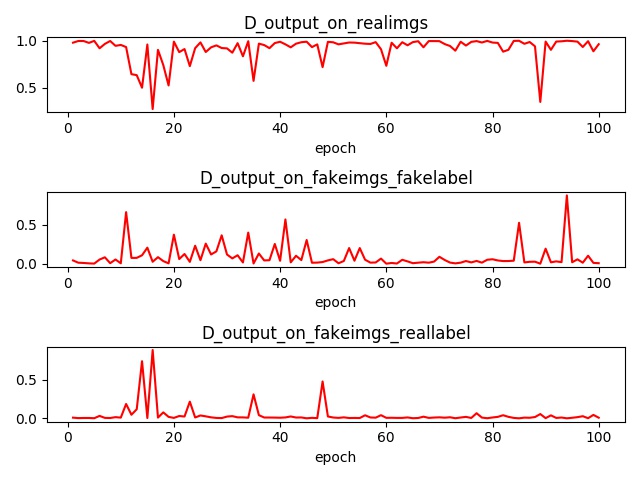 D_output_on_realimgs
1.0
0.5
0 20 40 60 80 100
epoch
D_output_on_fakeimgs_fakelabel
0.5
0.0
0 20 40 60 80 100
epoch
D_output_on_fakeimgs_reallabel
0.5
0.0
0 20 40 60 80 100
epoch